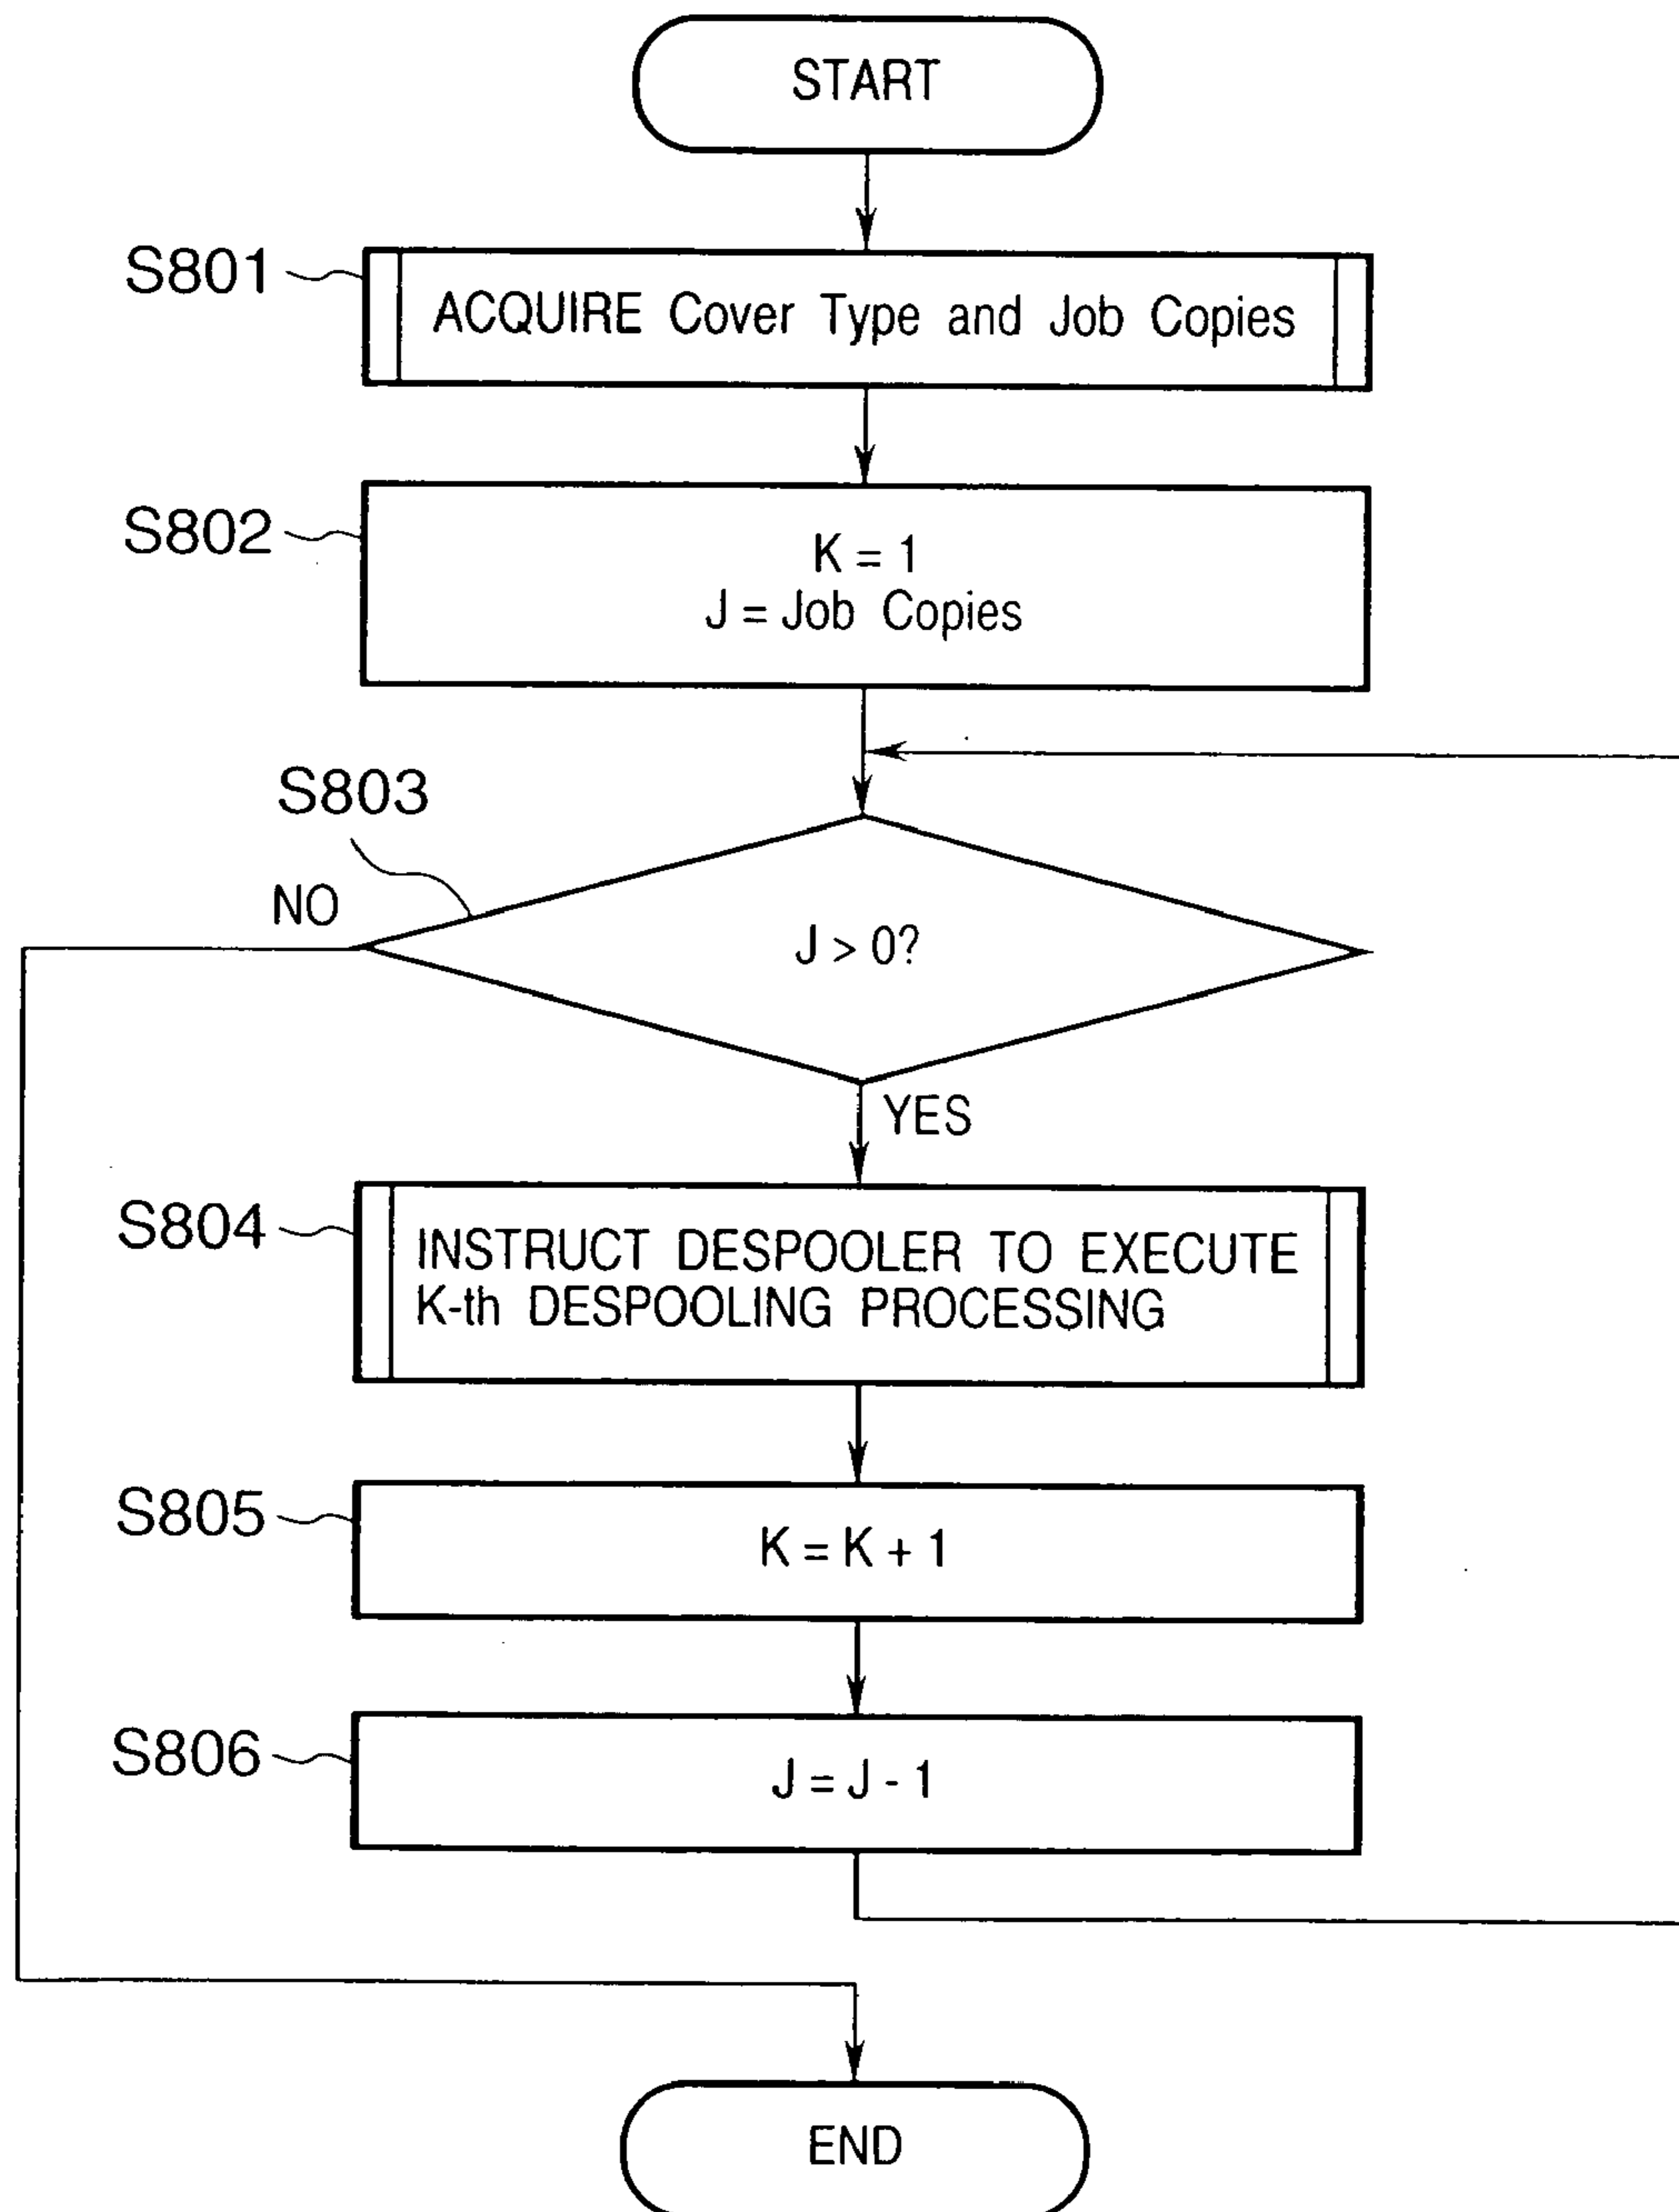 START
S801
ACQUIRE Cover Type and Job Copies
S802
K = 1
J = Job Copies
S803
NO
J > 0?
YES
S804
INSTRUCT DESPOOLER TO EXECUTE
K-th DESPOOLING PROCESSING
S805
K = K + 1
S806
J = J - 1
END